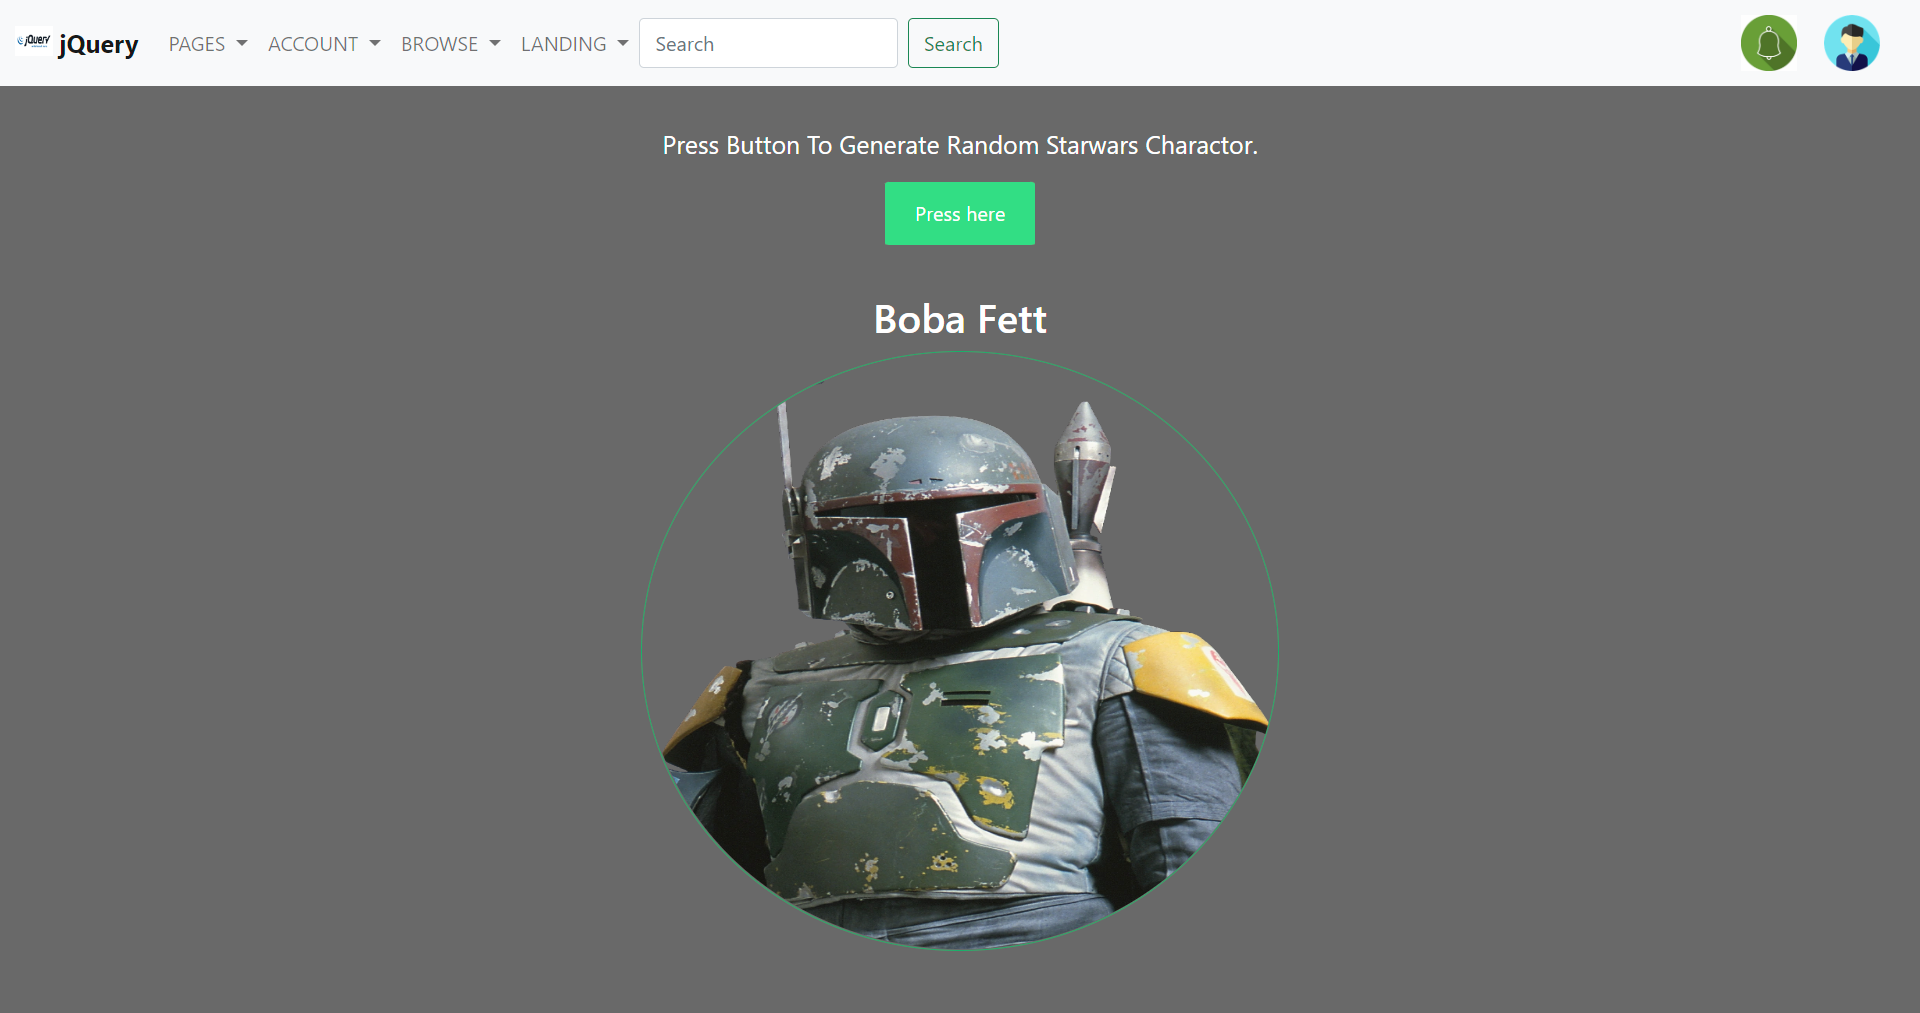 jQuery jQuery PAGES ACCOUNT BROWSE LANDING Search Search
Press Button To Generate Random Starwars Charactor.
Press here
Boba Fett